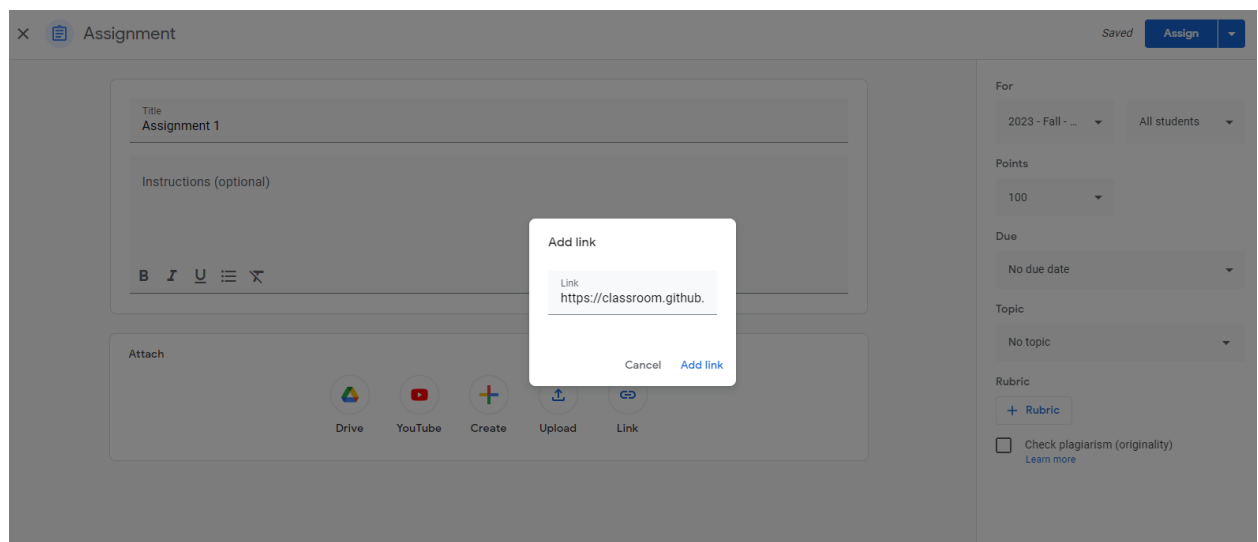 Assignment
Saved
Assign
Title
Assignment 1
Instructions (optional)
B I U
Add link
Link
https://classroom.github.
Cancel Add link
Attach
Drive YouTube Create Upload Link
For
2023 - Fall - ... All students
Points
100
Due
No due date
Topic
No topic
Rubric
+ Rubric
Check plagiarism (originality)
Learn more